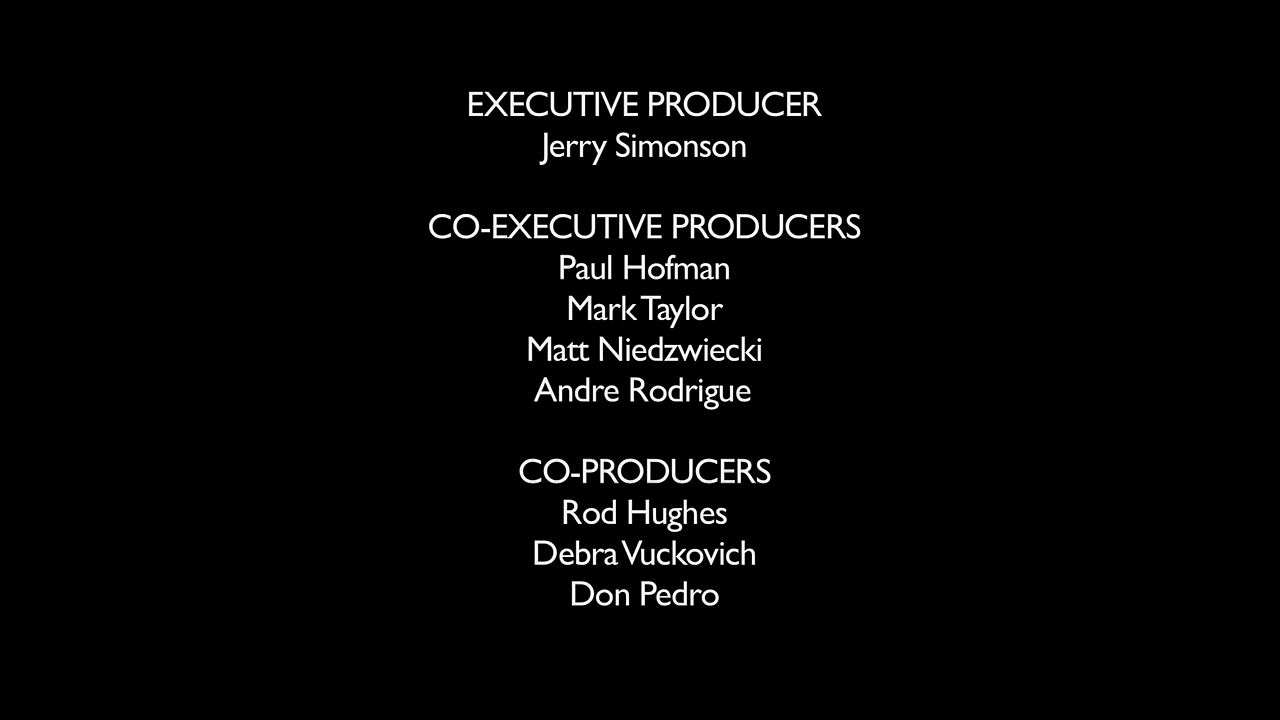 EXECUTIVE PRODUCER
Jerry Simonson
CO-EXECUTIVE PRODUCERS
Paul Hofman
Mark Taylor
Matt Niedzwiecki
Andre Rodrigue
CO-PRODUCERS
Rod Hughes
Debra Vuckovich
Don Pedro